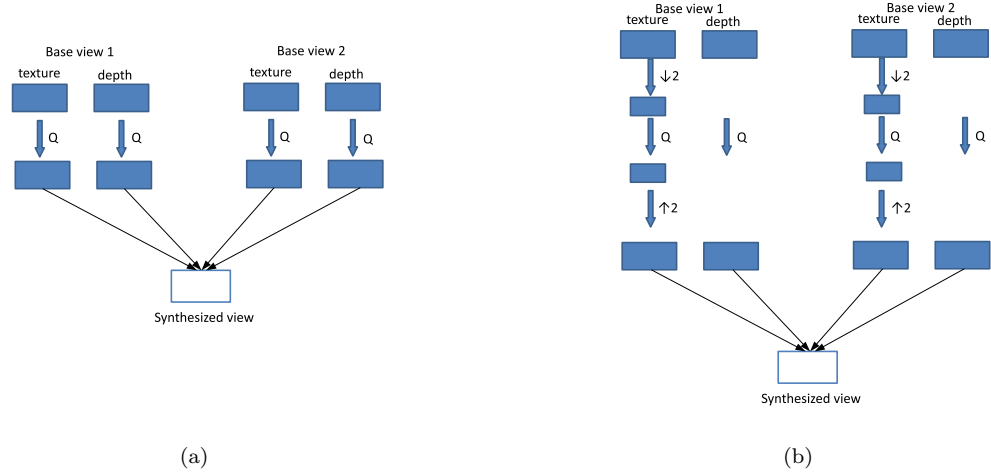 Base view 1
Base view 2
texture
depth
texture
depth
Q
Q
Q
Q
Synthesized view
(a)
Base view 1
Base view 2
texture
depth
texture
depth
↓2
↓2
Q
Q
Q
Q
↑2
↑2
Synthesized view
(b)